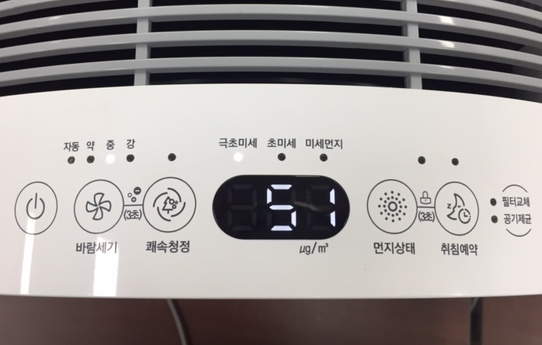 자동 약 중 강
극초미세 초미세 미세먼지
(3초)
51
(3초)
필터교체
공기제균
바람세기
쾌속청정
μg/m³
먼지상태
취침예약